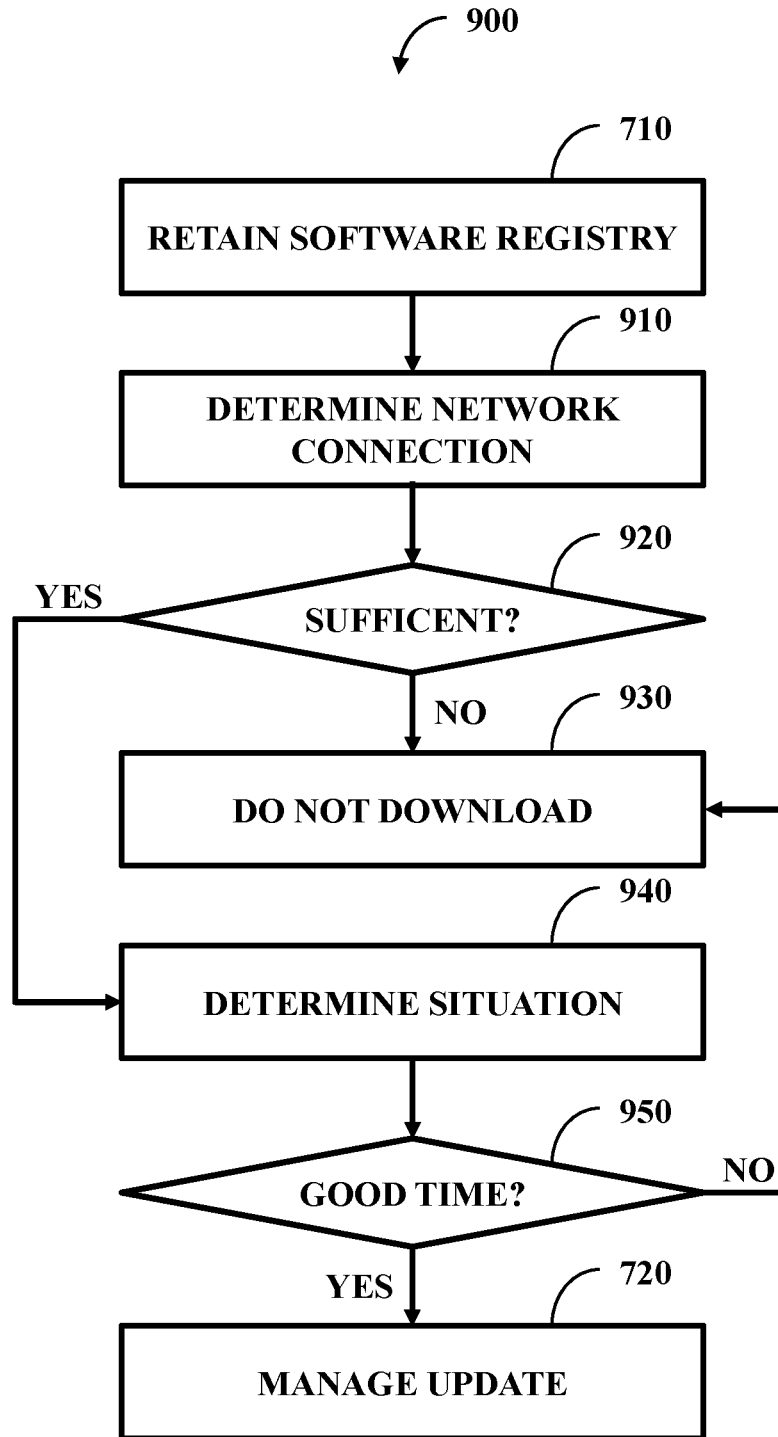 900
710
RETAIN SOFTWARE REGISTRY
910
DETERMINE NETWORK
CONNECTION
920
YES
SUFFICENT?
NO
930
DO NOT DOWNLOAD
940
DETERMINE SITUATION
950
NO
GOOD TIME?
YES
720
MANAGE UPDATE